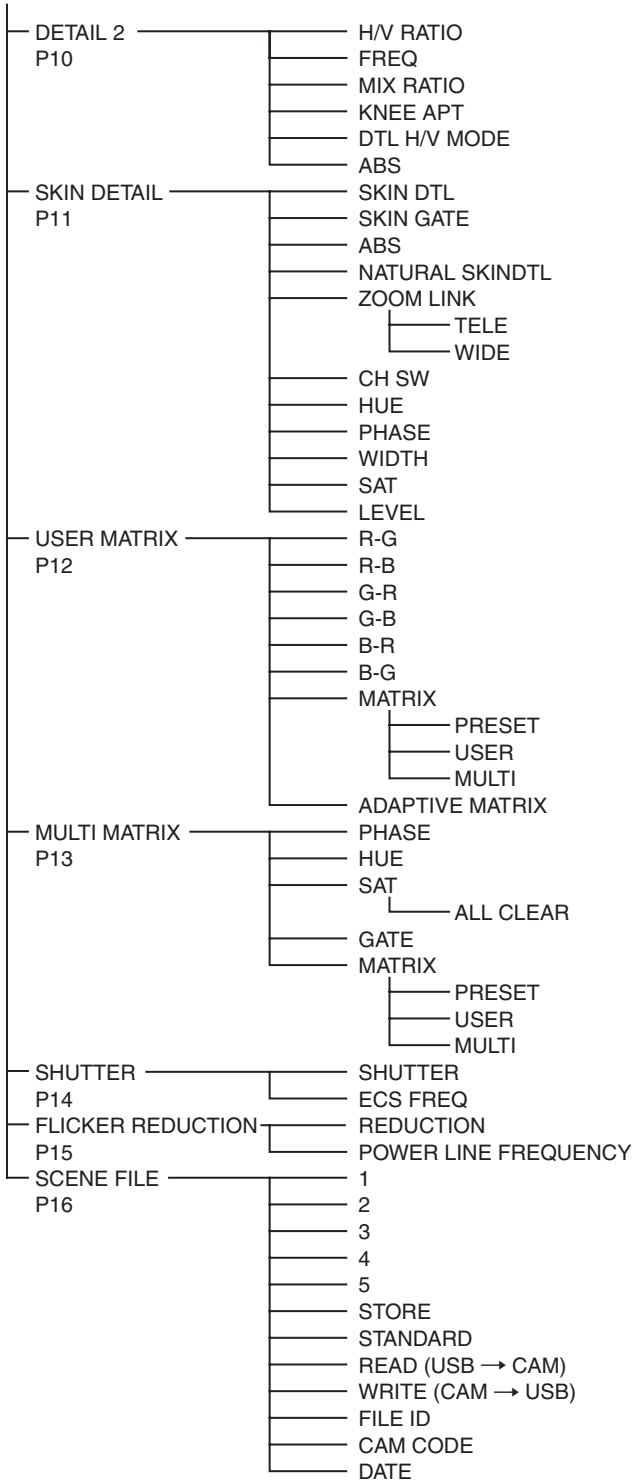 DETAIL 2
P10
H/V RATIO
FREQ
MIX RATIO
KNEE APT
DTL H/V MODE
ABS
SKIN DETAIL
P11
SKIN DTL
SKIN GATE
ABS
NATURAL SKINDTL
ZOOM LINK
TELE
WIDE
CH SW
HUE
PHASE
WIDTH
SAT
LEVEL
USER MATRIX
P12
R-G
R-B
G-R
G-B
B-R
B-G
MATRIX
PRESET
USER
MULTI
ADAPTIVE MATRIX
MULTI MATRIX
P13
PHASE
HUE
SAT
ALL CLEAR
GATE
MATRIX
PRESET
USER
MULTI
SHUTTER
P14
SHUTTER
ECS FREQ
FLICKER REDUCTION
P15
REDUCTION
POWER LINE FREQUENCY
SCENE FILE
P16
1
2
3
4
5
STORE
STANDARD
READ (USB → CAM)
WRITE (CAM → USB)
FILE ID
CAM CODE
DATE